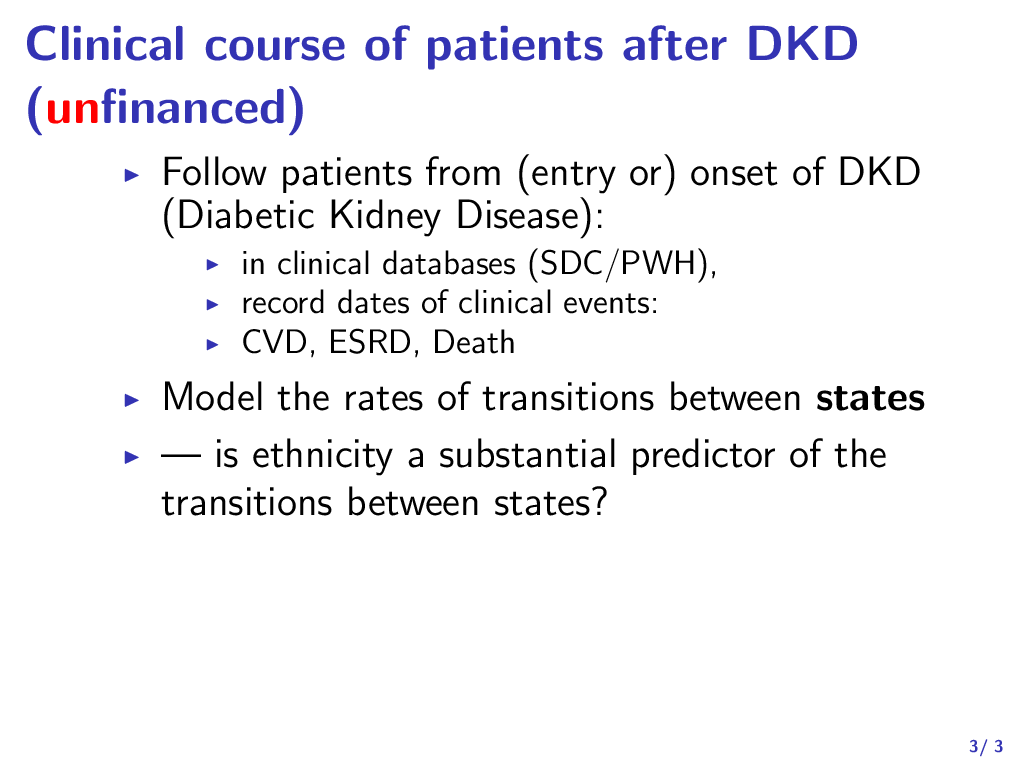 Clinical course of patients after DKD
(unfinanced)
▶ Follow patients from (entry or) onset of DKD
(Diabetic Kidney Disease):
▶ in clinical databases (SDC/PWH),
▶ record dates of clinical events:
▶ CVD, ESRD, Death
▶ Model the rates of transitions between states
▶ — is ethnicity a substantial predictor of the
transitions between states?
3/ 3